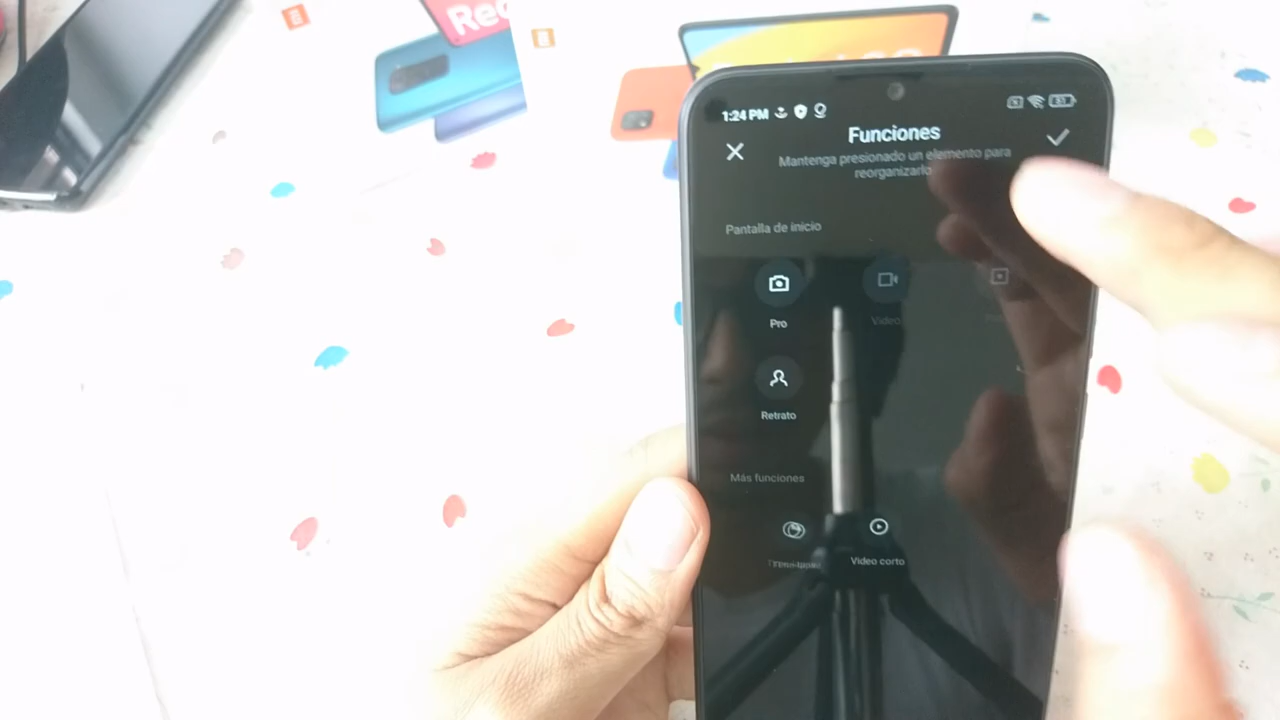 Rec
1:24 PM
Funciones
Mantenga presionado un elemento para
reorganizarlo
Pantalla de inicio
Pro
Video
Retrato
Más funciones
Video corto